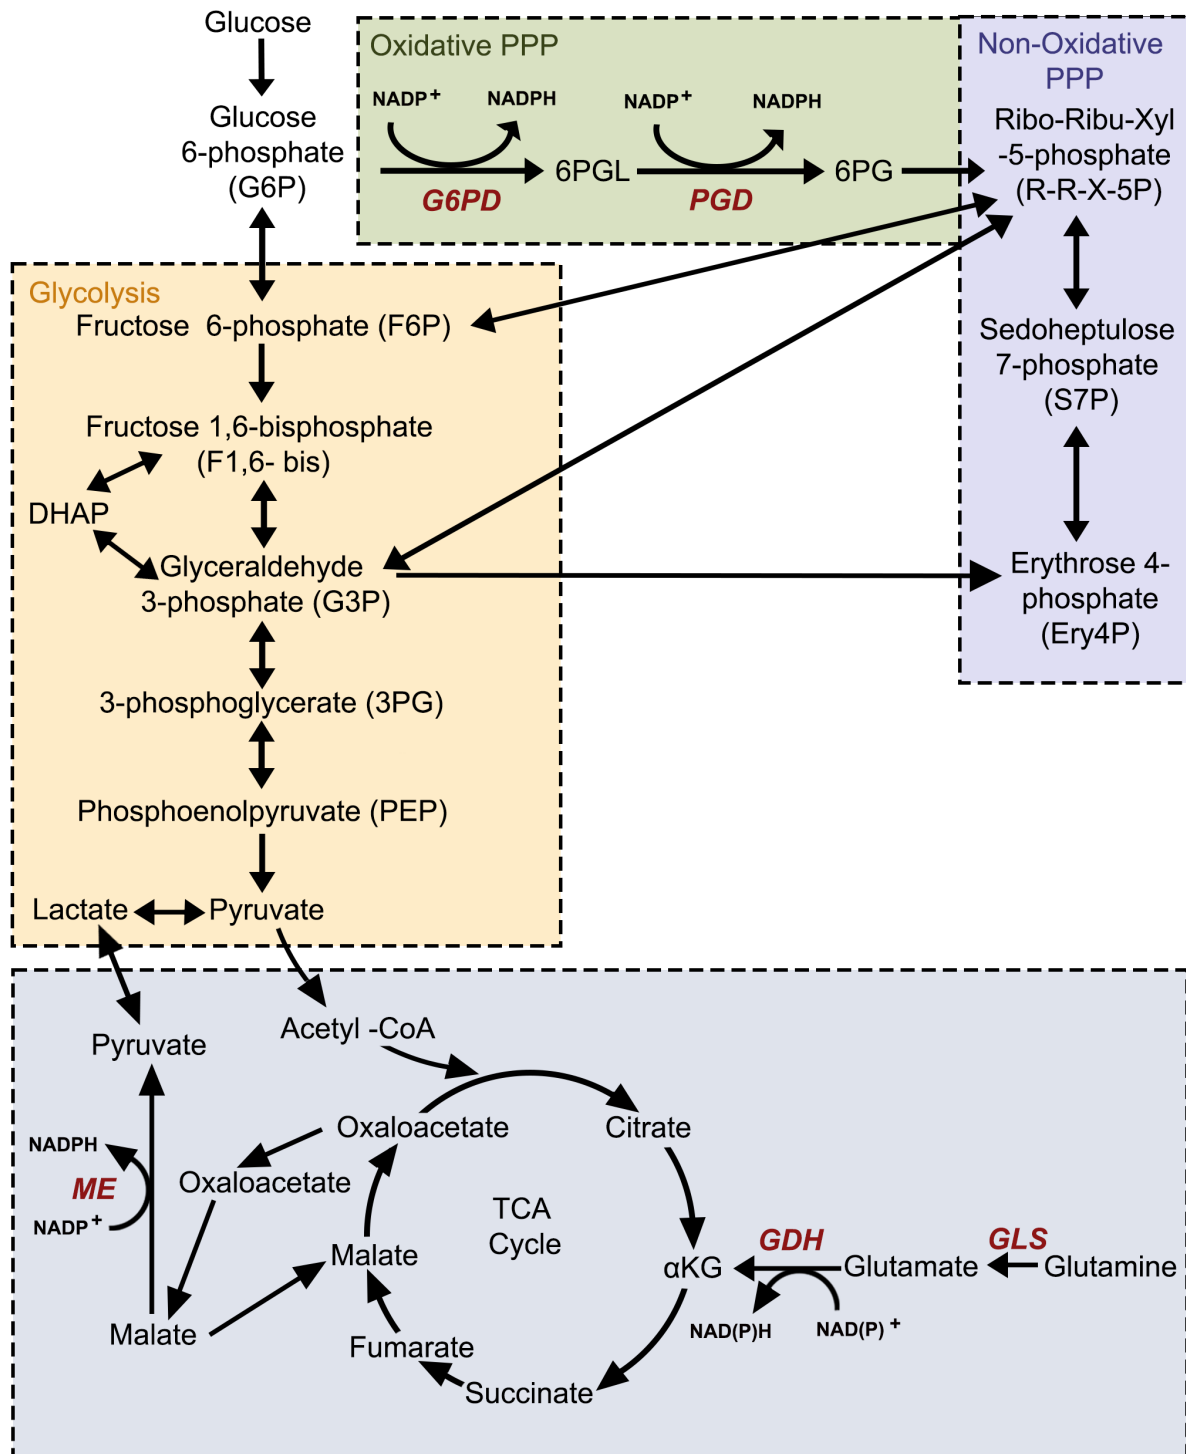 Glucose
Glucose
6-phosphate
(G6P)
Oxidative PPP
NADP+
NADPH
NADP+
NADPH
6PGL
6PG
G6PD
PGD
Non-Oxidative
PPP
Ribo-Ribu-Xyl
-5-phosphate
(R-R-X-5P)
Sedoheptulose
7-phosphate
(S7P)
Erythrose 4-
phosphate
(Ery4P)
Glycolysis
Fructose 6-phosphate (F6P)
Fructose 1,6-bisphosphate
(F1,6- bis)
DHAP
Glyceraldehyde
3-phosphate (G3P)
3-phosphoglycerate (3PG)
Phosphoenolpyruvate (PEP)
Lactate
Pyruvate
Pyruvate
Acetyl -CoA
Oxaloacetate
Citrate
NADPH
ME
NADP+
Oxaloacetate
TCA
Cycle
Malate
αKG
GDH
Glutamate
GLS
Glutamine
NAD(P)H
NAD(P)+
Malate
Fumarate
Succinate